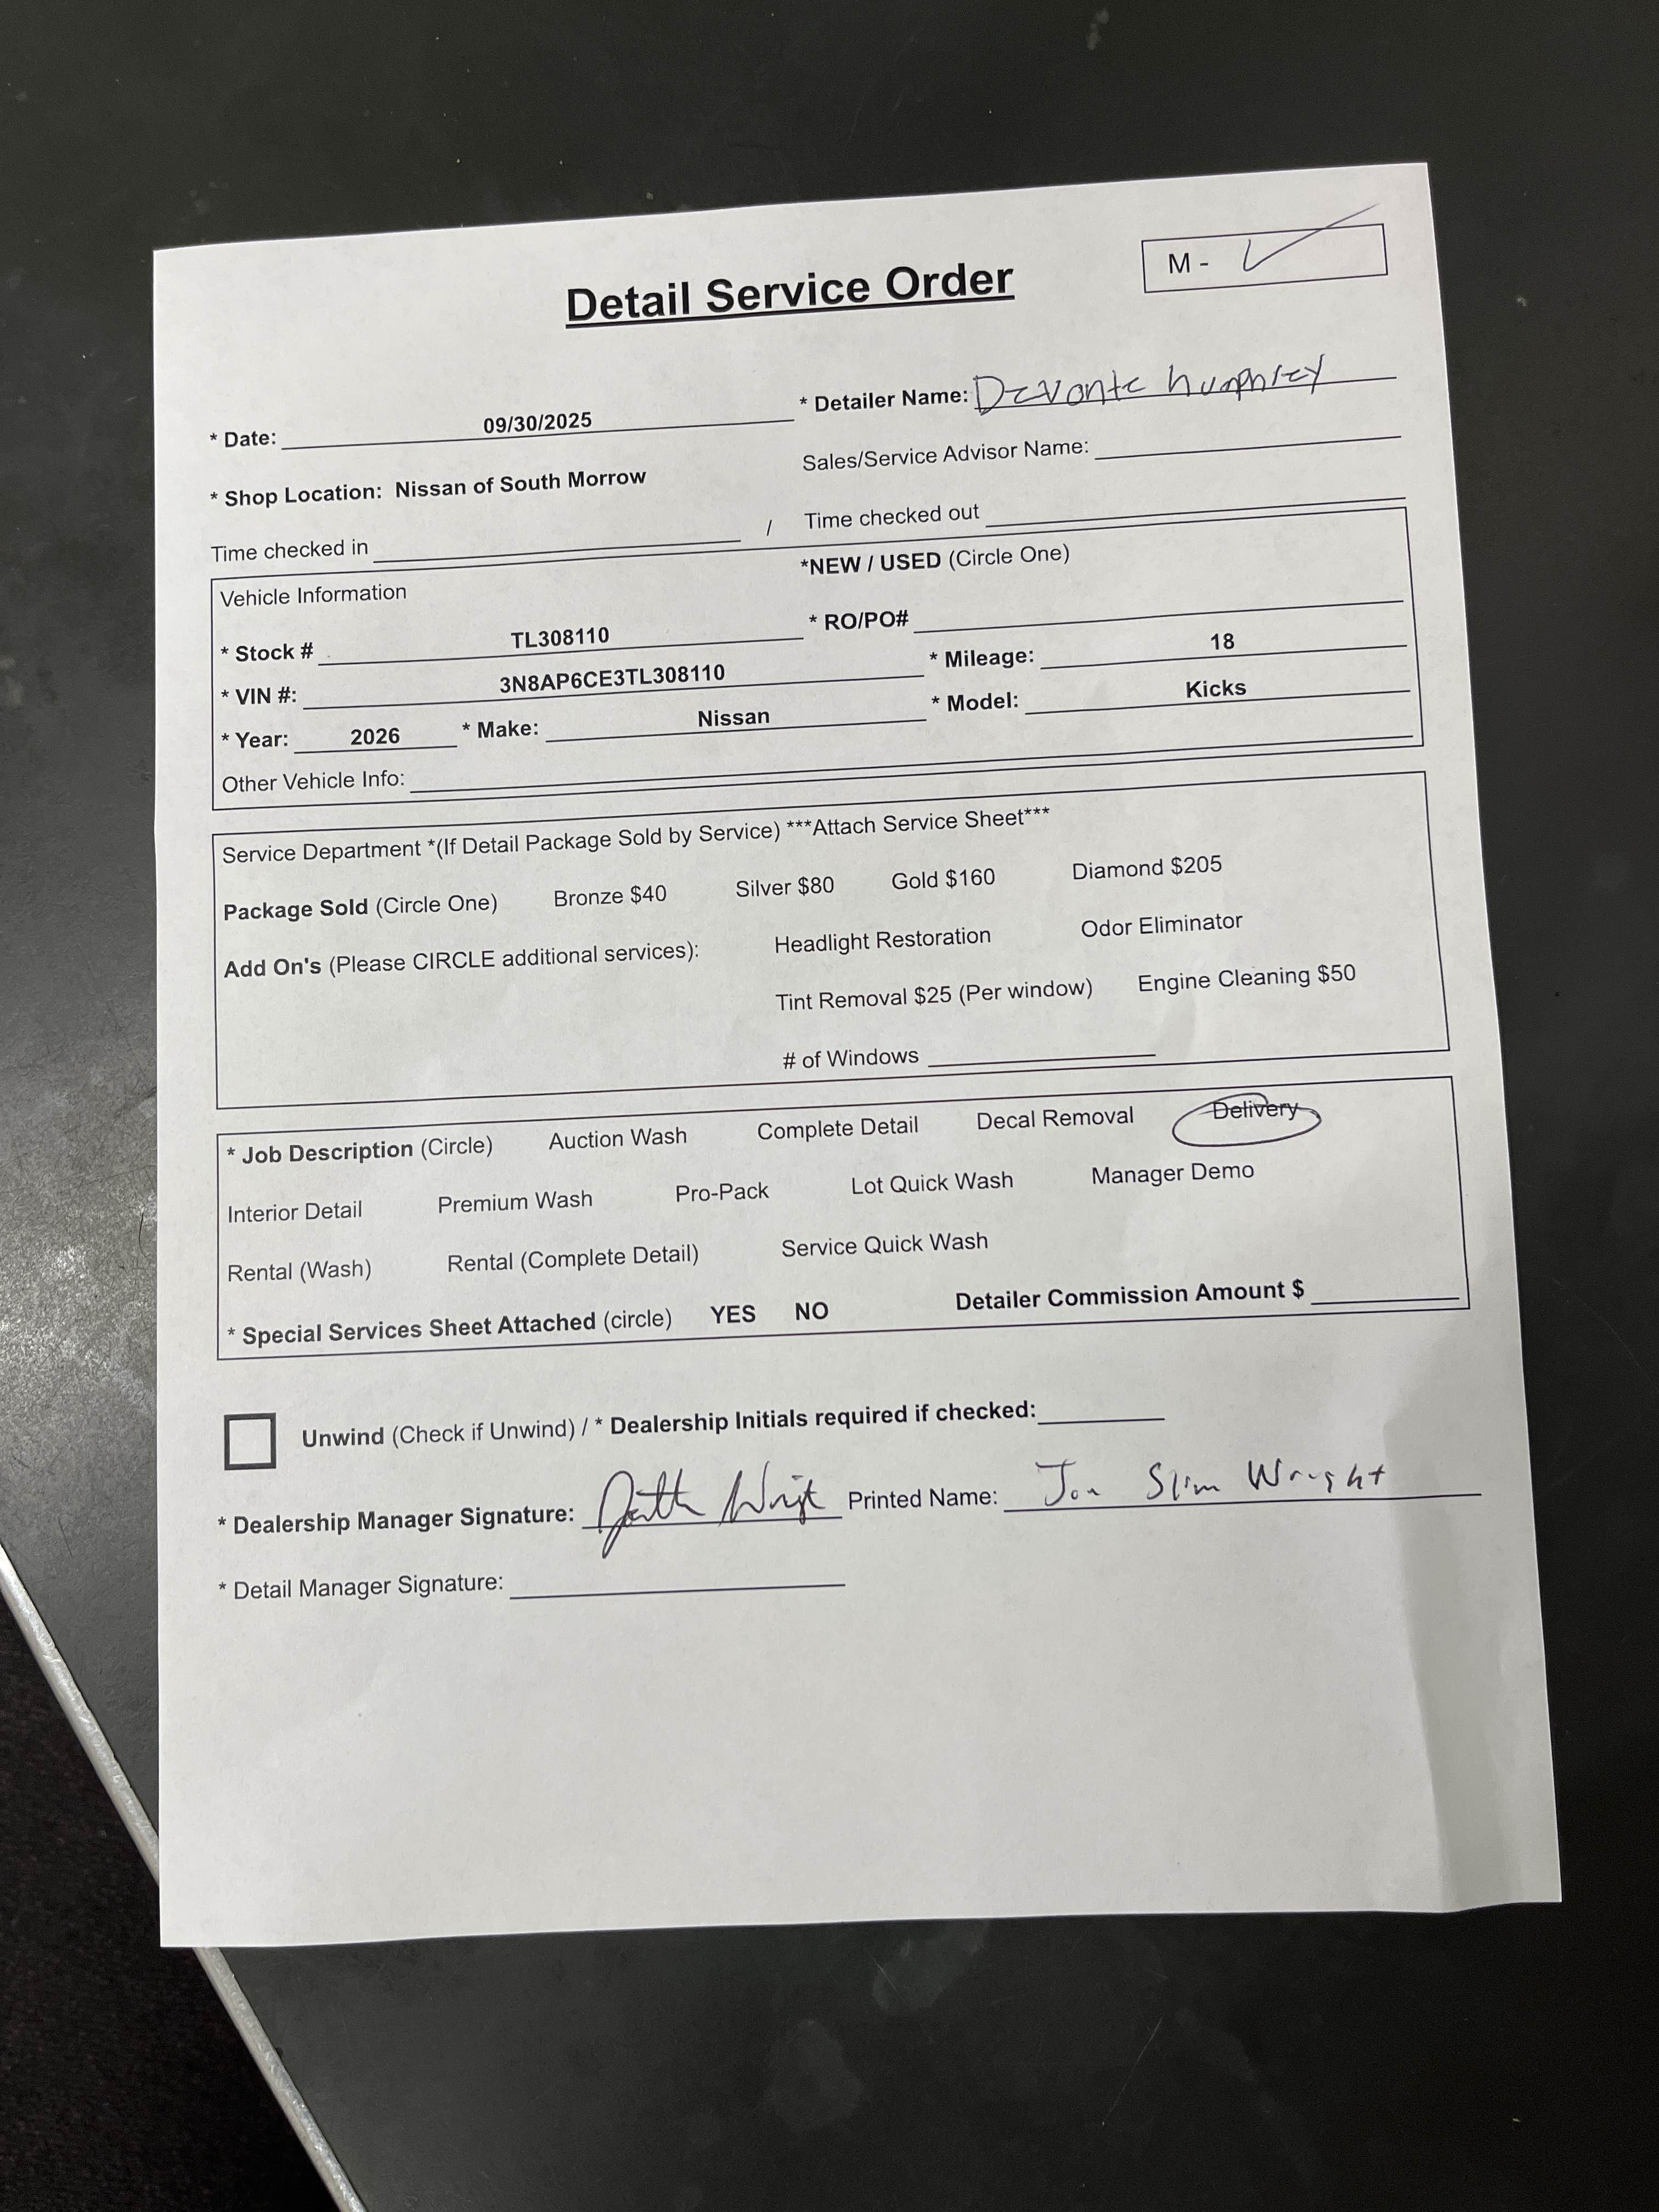 M - ✓
Detail Service Order
* Date: 09/30/2025 * Detailer Name: Devonte humphrey
* Shop Location: Nissan of South Morrow Sales/Service Advisor Name:
Time checked in / Time checked out
Vehicle Information *NEW / USED (Circle One)
* Stock # TL308110 * RO/PO#
* VIN #: 3N8AP6CE3TL308110 * Mileage: 18
* Year: 2026 * Make: Nissan * Model: Kicks
Other Vehicle Info:
Service Department *(If Detail Package Sold by Service) ***Attach Service Sheet***
Package Sold (Circle One) Bronze $40 Silver $80 Gold $160 Diamond $205
Add On's (Please CIRCLE additional services): Headlight Restoration Odor Eliminator
Tint Removal $25 (Per window) Engine Cleaning $50
# of Windows
* Job Description (Circle) Auction Wash Complete Detail Decal Removal Delivery
Interior Detail Premium Wash Pro-Pack Lot Quick Wash Manager Demo
Rental (Wash) Rental (Complete Detail) Service Quick Wash
* Special Services Sheet Attached (circle) YES NO Detailer Commission Amount $
Unwind (Check if Unwind) / * Dealership Initials required if checked:
* Dealership Manager Signature: Printed Name: Jon Slim Wright
* Detail Manager Signature: